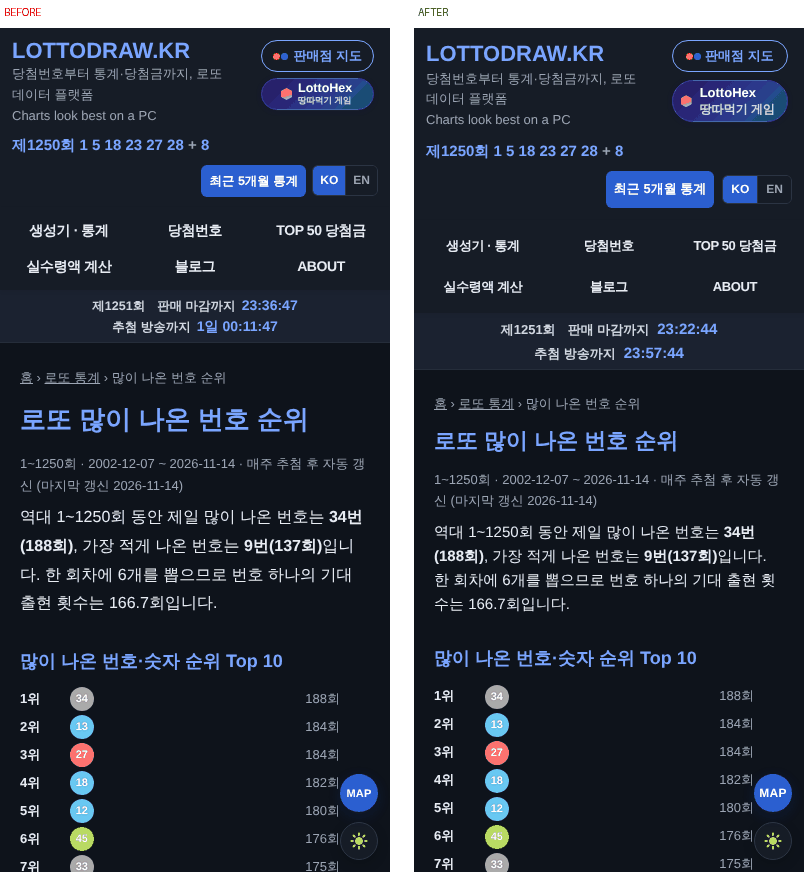 BEFORE
LOTTODRAW.KR
당첨번호부터 통계·당첨금까지, 로또
데이터 플랫폼
Charts look best on a PC
판매점 지도
LottoHex
땅따먹기 게임
제1250회 1 5 18 23 27 28 + 8
최근 5개월 통계
KO EN
생성기 · 통계 당첨번호 TOP 50 당첨금
실수령액 계산 블로그 ABOUT
제1251회 판매 마감까지 23:36:47
추첨 방송까지 1일 00:11:47
홈 › 로또 통계 › 많이 나온 번호 순위
로또 많이 나온 번호 순위
1~1250회 · 2002-12-07 ~ 2026-11-14 · 매주 추첨 후 자동 갱
신 (마지막 갱신 2026-11-14)
역대 1~1250회 동안 제일 많이 나온 번호는 34번
(188회), 가장 적게 나온 번호는 9번(137회)입니
다. 한 회차에 6개를 뽑으므로 번호 하나의 기대
출현 횟수는 166.7회입니다.
많이 나온 번호·숫자 순위 Top 10
1위 34 188회
2위 13 184회
3위 27 184회
4위 18 182회
MAP
5위 12 180회
6위 45 176회
7위 33 175회
AFTER
LOTTODRAW.KR
당첨번호부터 통계·당첨금까지, 로또
데이터 플랫폼
Charts look best on a PC
판매점 지도
LottoHex
땅따먹기 게임
제1250회 1 5 18 23 27 28 + 8
최근 5개월 통계
KO EN
생성기 · 통계 당첨번호 TOP 50 당첨금
실수령액 계산 블로그 ABOUT
제1251회 판매 마감까지 23:22:44
추첨 방송까지 23:57:44
홈 › 로또 통계 › 많이 나온 번호 순위
로또 많이 나온 번호 순위
1~1250회 · 2002-12-07 ~ 2026-11-14 · 매주 추첨 후 자동 갱
신 (마지막 갱신 2026-11-14)
역대 1~1250회 동안 제일 많이 나온 번호는 34번
(188회), 가장 적게 나온 번호는 9번(137회)입니다.
한 회차에 6개를 뽑으므로 번호 하나의 기대 출현 횟
수는 166.7회입니다.
많이 나온 번호·숫자 순위 Top 10
1위 34 188회
2위 13 184회
3위 27 184회
4위 18 182회
MAP
5위 12 180회
6위 45 176회
7위 33 175회